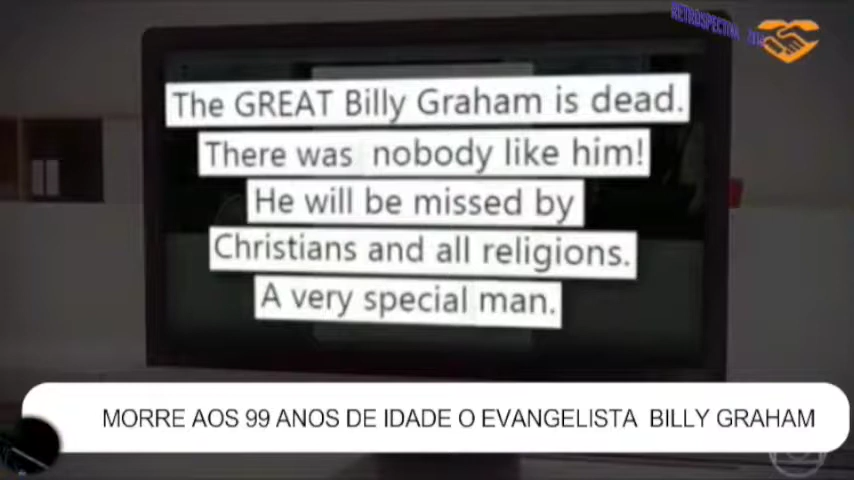 RETROSPECTIVA
The GREAT Billy Graham is dead.
There was nobody like him!
He will be missed by
Christians and all religions.
A very special man.
MORRE AOS 99 ANOS DE IDADE O EVANGELISTA BILLY GRAHAM